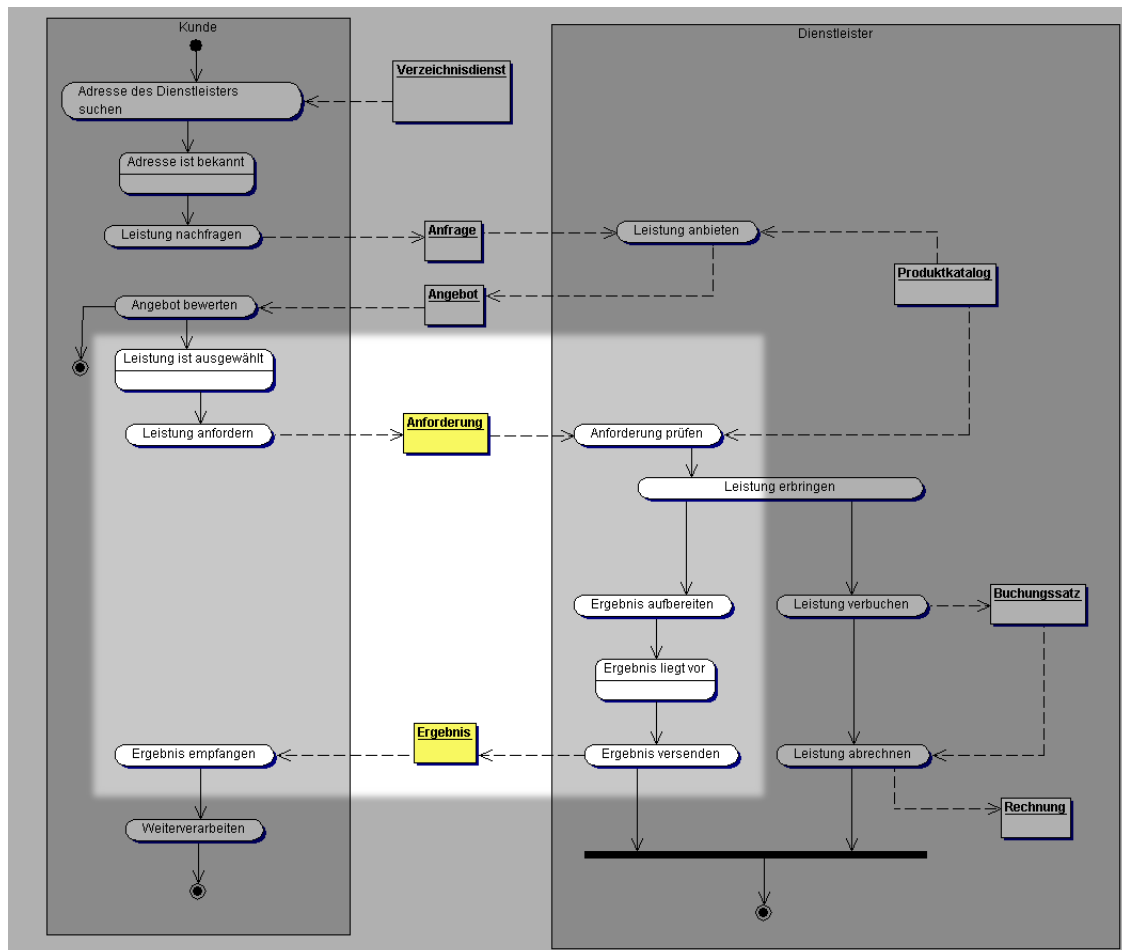 Kunde
Dienstleister
Verzeichnisdienst
Adresse des Dienstleisters
suchen
Adresse ist bekannt
Leistung nachfragen
Anfrage
Leistung anbieten
Produktkatalog
Angebot
Angebot bewerten
Leistung ist ausgewählt
Leistung anfordern
Anforderung
Anforderung prüfen
Leistung erbringen
Ergebnis aufbereiten
Leistung verbuchen
Buchungssatz
Ergebnis liegt vor
Ergebnis empfangen
Ergebnis
Ergebnis versenden
Leistung abrechnen
Rechnung
Weiterverarbeiten